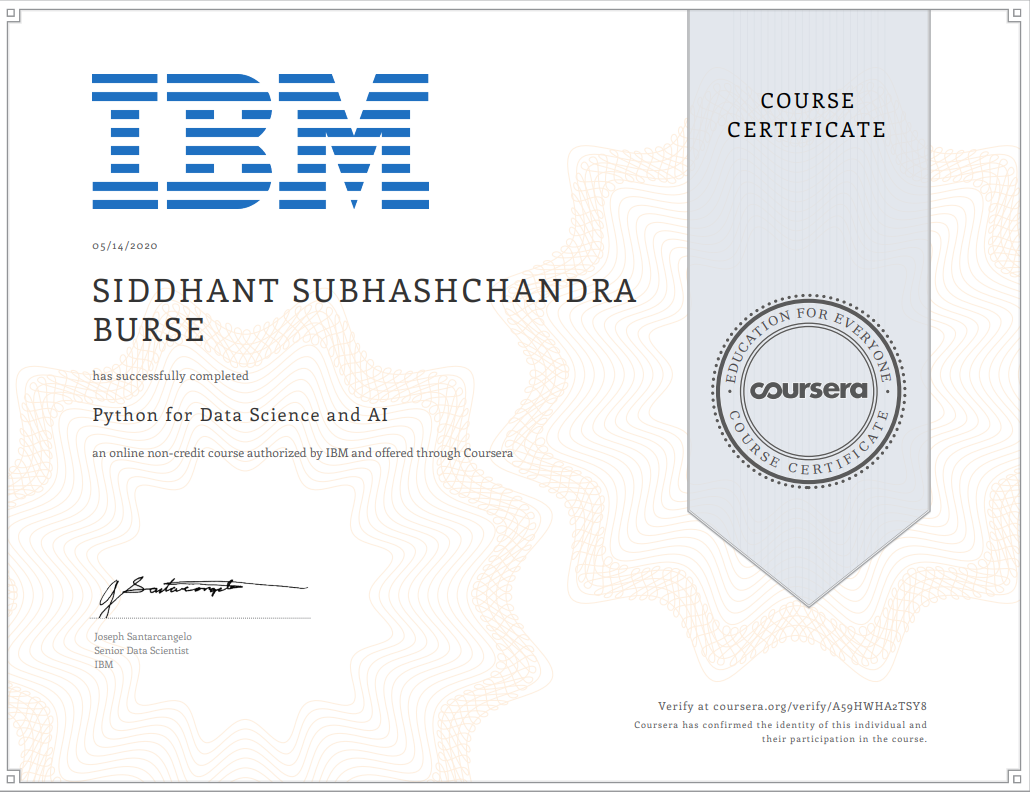 IBM
COURSE
CERTIFICATE
05/14/2020
SIDDHANT SUBHASHCHANDRA
BURSE
has successfully completed
Python for Data Science and AI
an online non-credit course authorized by IBM and offered through Coursera
EDUCATION FOR EVERYONE
coursera
COURSE CERTIFICATE
J Santarcangelo
Joseph Santarcangelo
Senior Data Scientist
IBM
Verify at coursera.org/verify/A59HWHA2TSY8
Coursera has confirmed the identity of this individual and
their participation in the course.